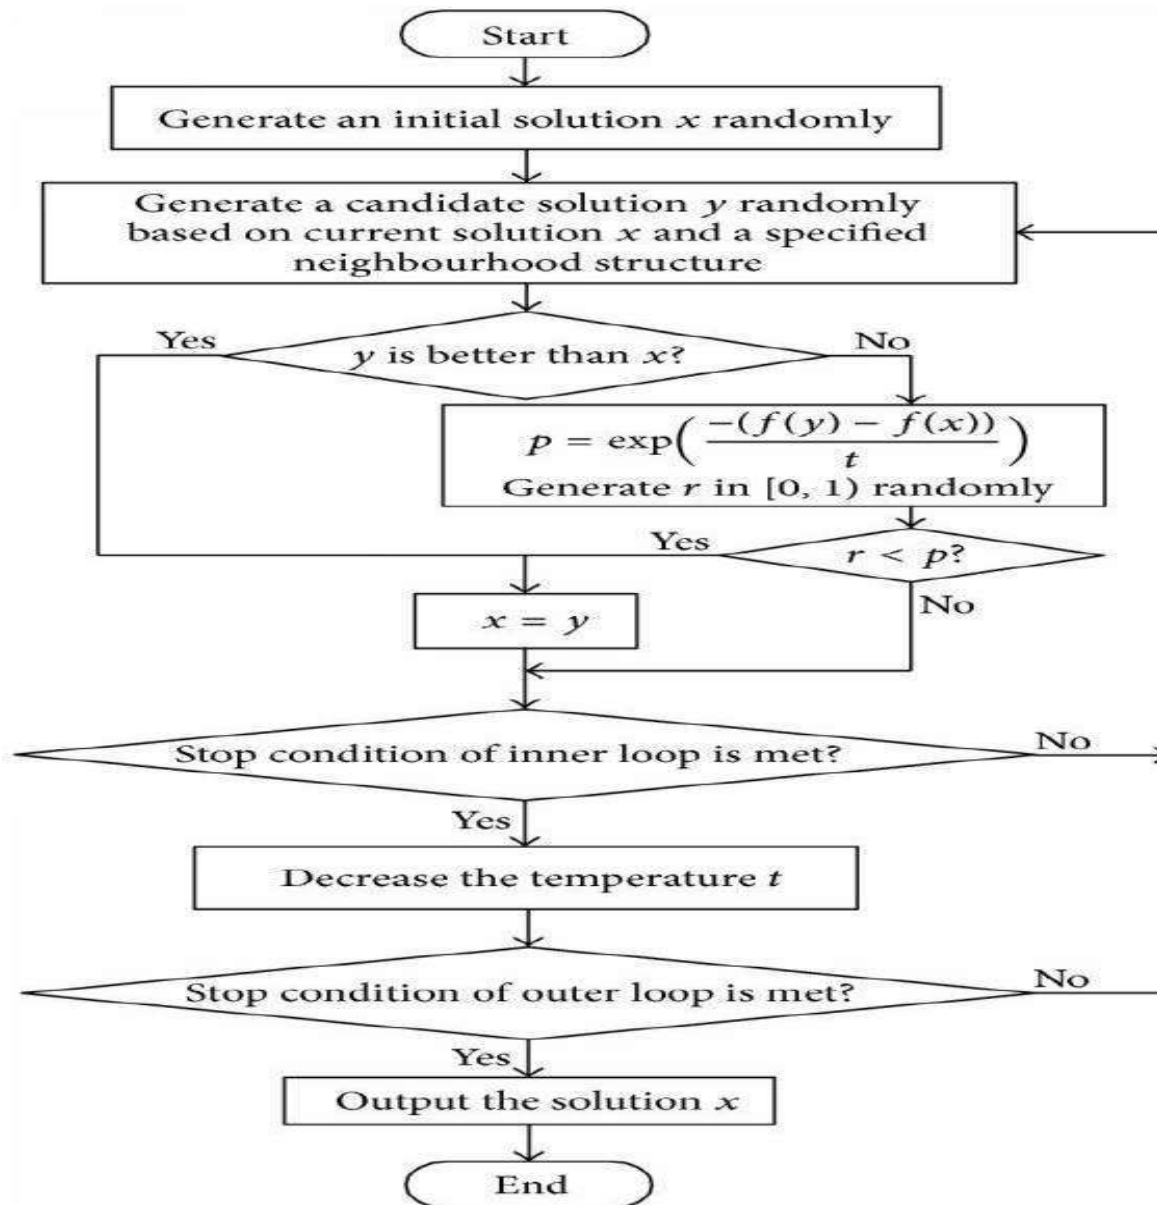 Start
Generate an initial solution x randomly
Generate a candidate solution y randomly
based on current solution x and a specified
neighbourhood structure
Yes
y is better than x?
No
p = exp(−(f(y) − f(x))/t)
Generate r in [0, 1) randomly
Yes
r < p?
No
x = y
Stop condition of inner loop is met?
No
Yes
Decrease the temperature t
Stop condition of outer loop is met?
No
Yes
Output the solution x
End